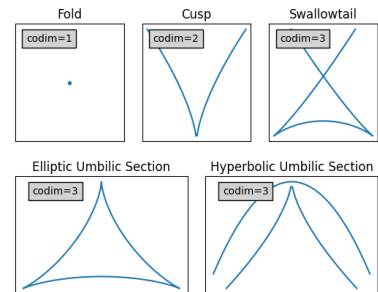 Fold
codim=1
Cusp
codim=2
Swallowtail
codim=3
Elliptic Umbilic Section
codim=3
Hyperbolic Umbilic Section
codim=3